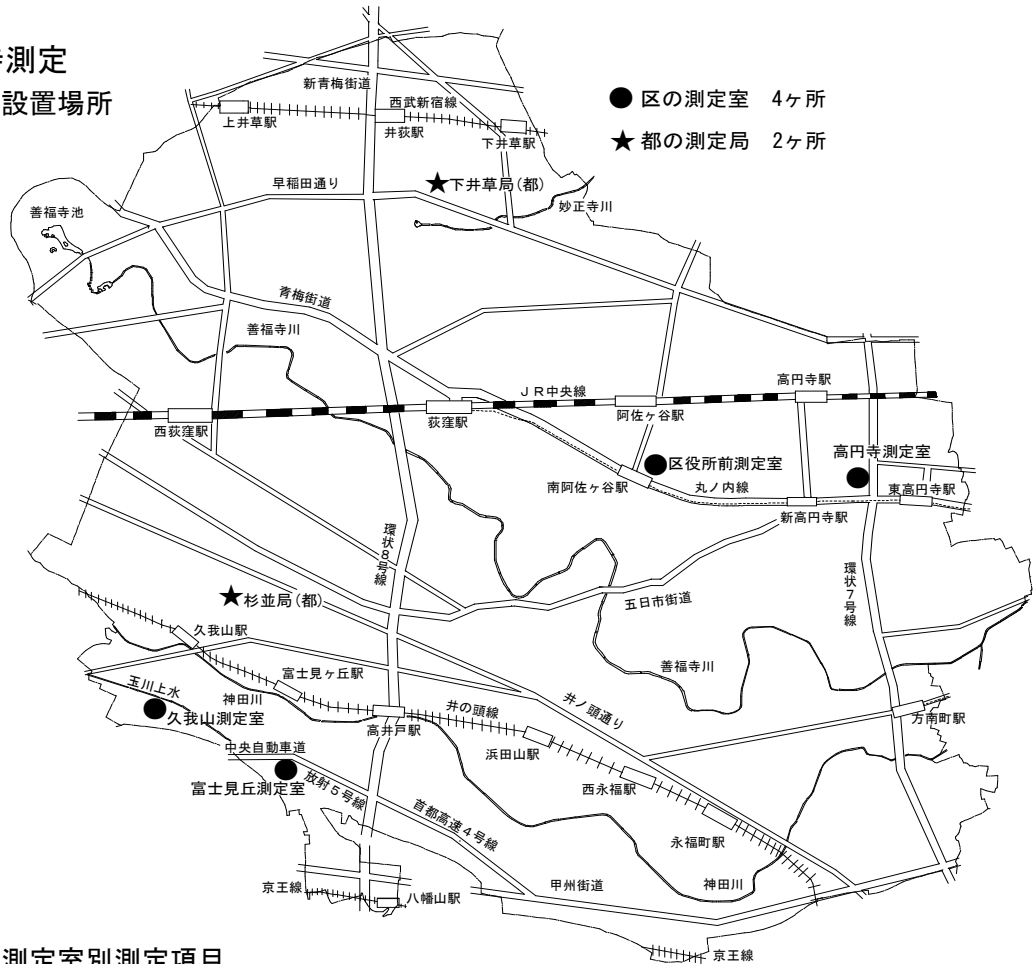 測定
設置場所
● 区の測定室 4ヶ所
★ 都の測定局 2ヶ所
新青梅街道
西武新宿線
上井草駅
井荻駅
下井草駅
★下井草局(都)
早稲田通り
妙正寺川
善福寺池
青梅街道
善福寺川
JR中央線
高円寺駅
西荻窪駅
荻窪駅
阿佐ヶ谷駅
高円寺測定室
区役所前測定室
南阿佐ヶ谷駅
丸ノ内線
東高円寺駅
新高円寺駅
環状8号線
環状7号線
★杉並局(都)
五日市街道
久我山駅
善福寺川
富士見ヶ丘駅
玉川上水
神田川
井の頭線
井ノ頭通り
久我山測定室
高井戸駅
方南町駅
中央自動車道
浜田山駅
富士見丘測定室
放射5号線
西永福駅
首都高速4号線
永福町駅
甲州街道
神田川
京王線
八幡山駅
京王線
測定室別測定項目